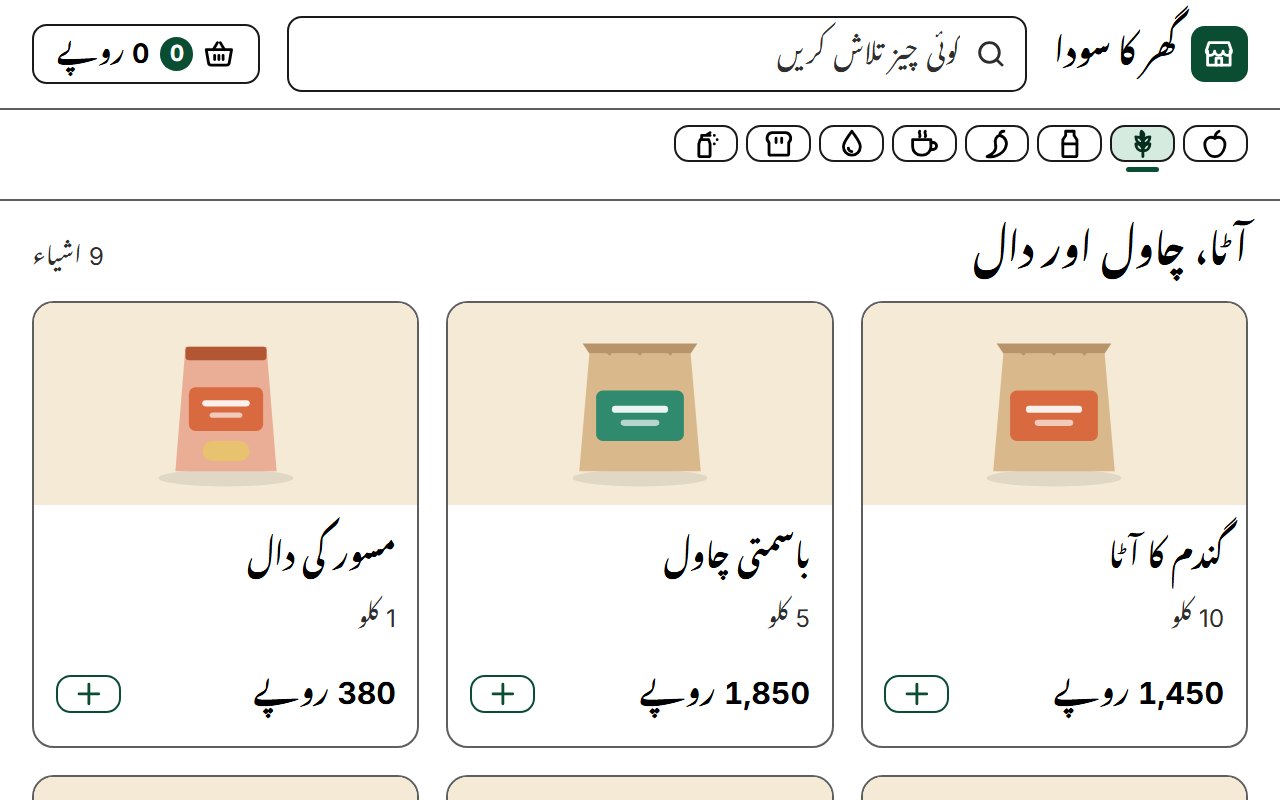 گھر کا سودا
کوئی چیز تلاش کریں
0
0 روپے
آٹا، چاول اور دال
9 اشیاء
گندم کا آٹا
10 کلو
1,450 روپے
باسمتی چاول
5 کلو
1,850 روپے
مسور کی دال
1 کلو
380 روپے